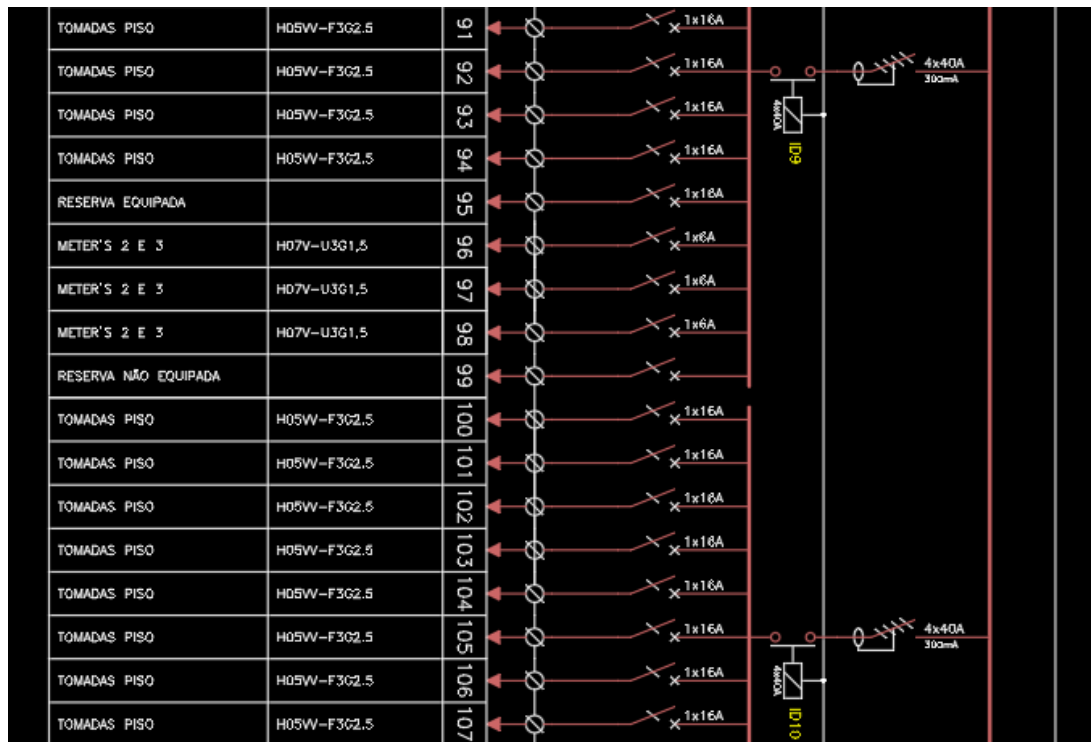 TOMADAS PISO H05VV-F3G2.5 91 1x16A
TOMADAS PISO H05VV-F3G2.5 92 1x16A 4x40A
300mA
TOMADAS PISO H05VV-F3G2.5 93 1x16A 4x40A
TOMADAS PISO H05VV-F3G2.5 94 1x16A ID9
RESERVA EQUIPADA 95 1x16A
METER'S 2 E 3 H07V-U3G1,5 96 1x6A
METER'S 2 E 3 H07V-U3G1,5 97 1x6A
METER'S 2 E 3 H07V-U3G1,5 98 1x6A
RESERVA NÃO EQUIPADA 99
TOMADAS PISO H05VV-F3G2.5 100 1x16A
TOMADAS PISO H05VV-F3G2.5 101 1x16A
TOMADAS PISO H05VV-F3G2.5 102 1x16A
TOMADAS PISO H05VV-F3G2.5 103 1x16A
TOMADAS PISO H05VV-F3G2.5 104 1x16A
TOMADAS PISO H05VV-F3G2.5 105 1x16A 4x40A
300mA
TOMADAS PISO H05VV-F3G2.5 106 1x16A 4x40A
TOMADAS PISO H05VV-F3G2.5 107 1x16A ID10